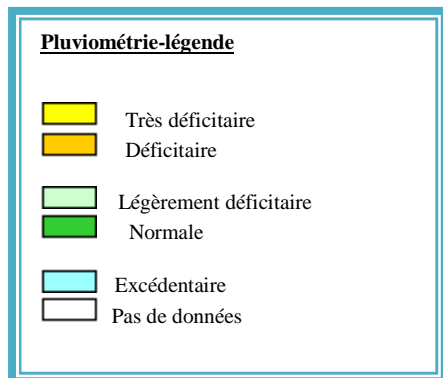 Pluviométrie-légende
Très déficitaire
Déficitaire
Légèrement déficitaire
Normale
Excédentaire
Pas de données